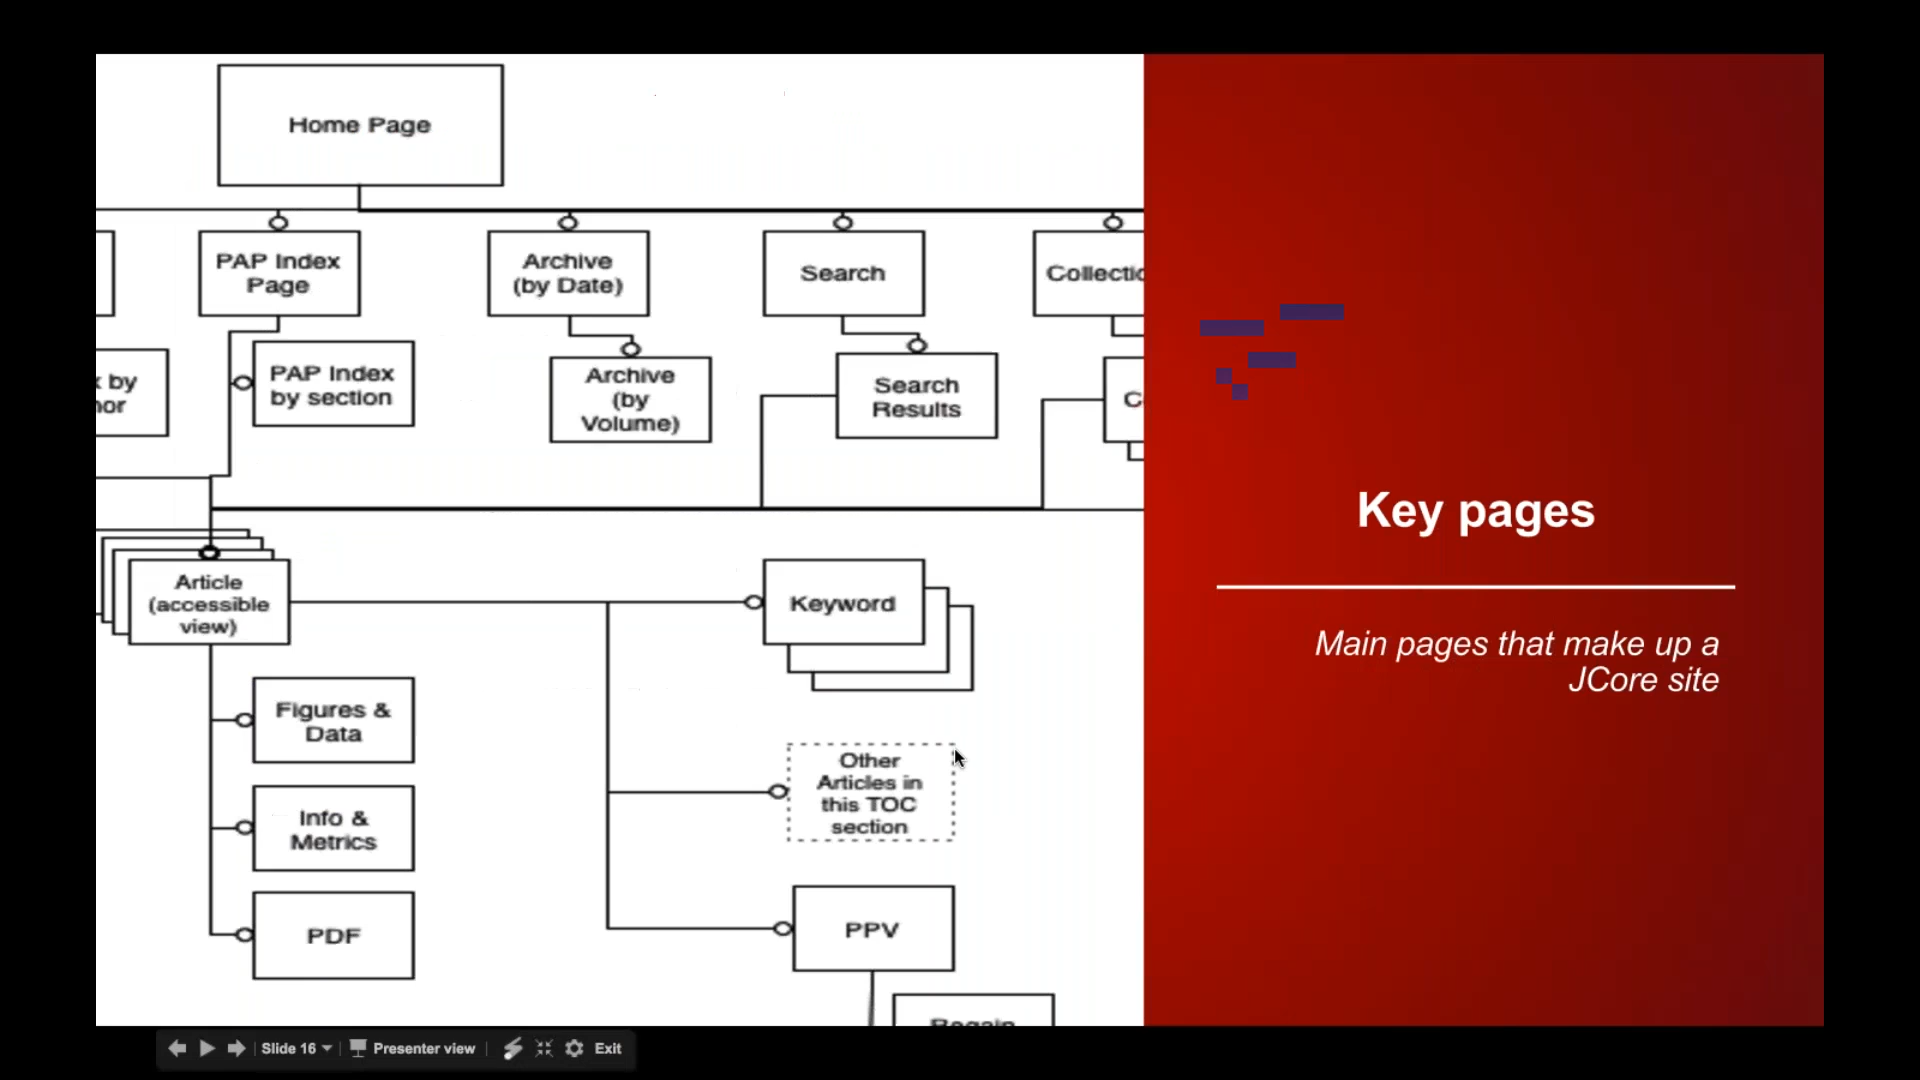 Home Page
PAP Index
Page
Archive
(by Date)
Search
Collectio
by
PAP Index
by section
Archive
(by
Volume)
Search
Results
C
Article
(accessible
view)
Keyword
Figures &
Data
Other
Articles in
this TOC
section
Info &
Metrics
PDF
PPV
Key pages
Main pages that make up a
JCore site
Slide 16
Presenter view
Exit